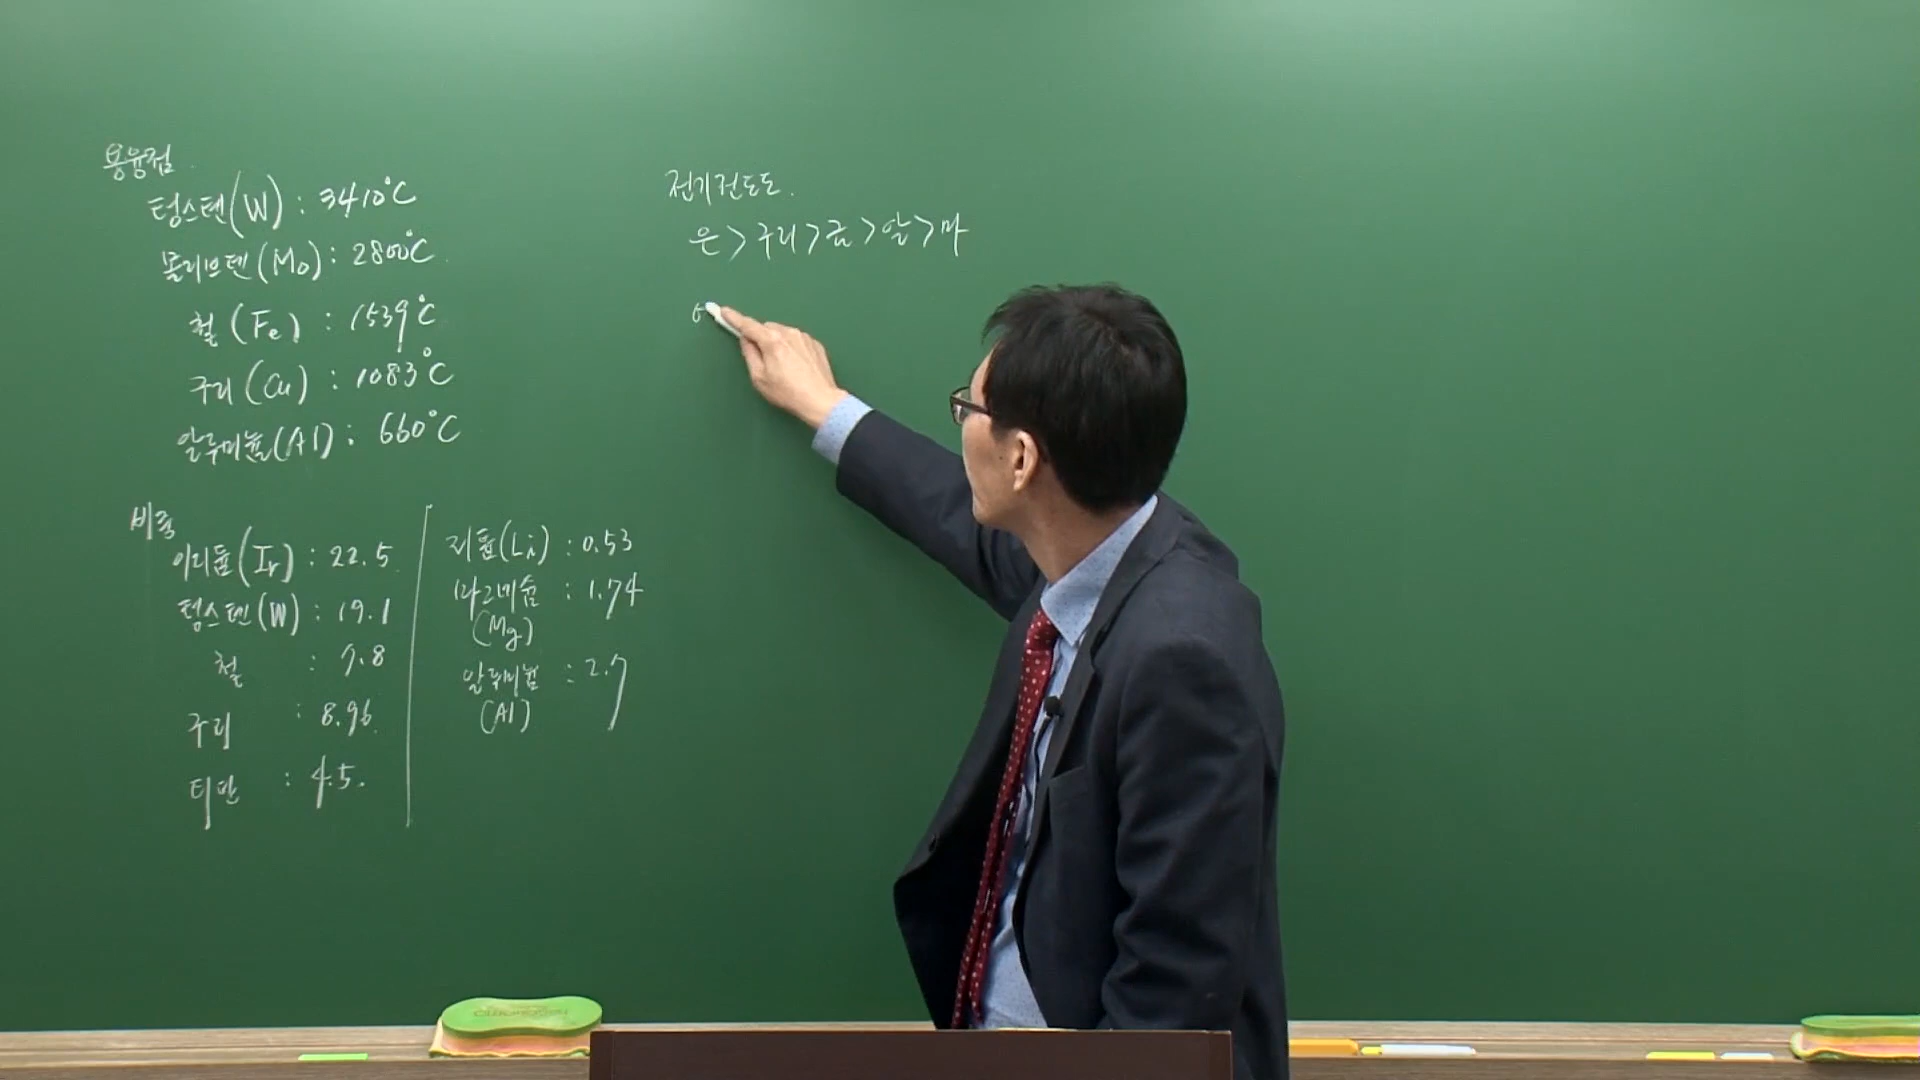 용융점
텅스텐(W) : 3410°C
몰리브덴(Mo) : 2800°C
철(Fe) : 1539°C
구리(Cu) : 1083°C
알루미늄(Al) : 660°C
비중
이리듐(Ir) : 22.5
텅스텐(W) : 19.1
철 : 7.8
구리 : 8.96
티탄 : 4.5
리튬(Li) : 0.53
마그네슘 : 1.74
(Mg)
알루미늄 : 2.7
(Al)
전기전도도
은>구리>금>알>마